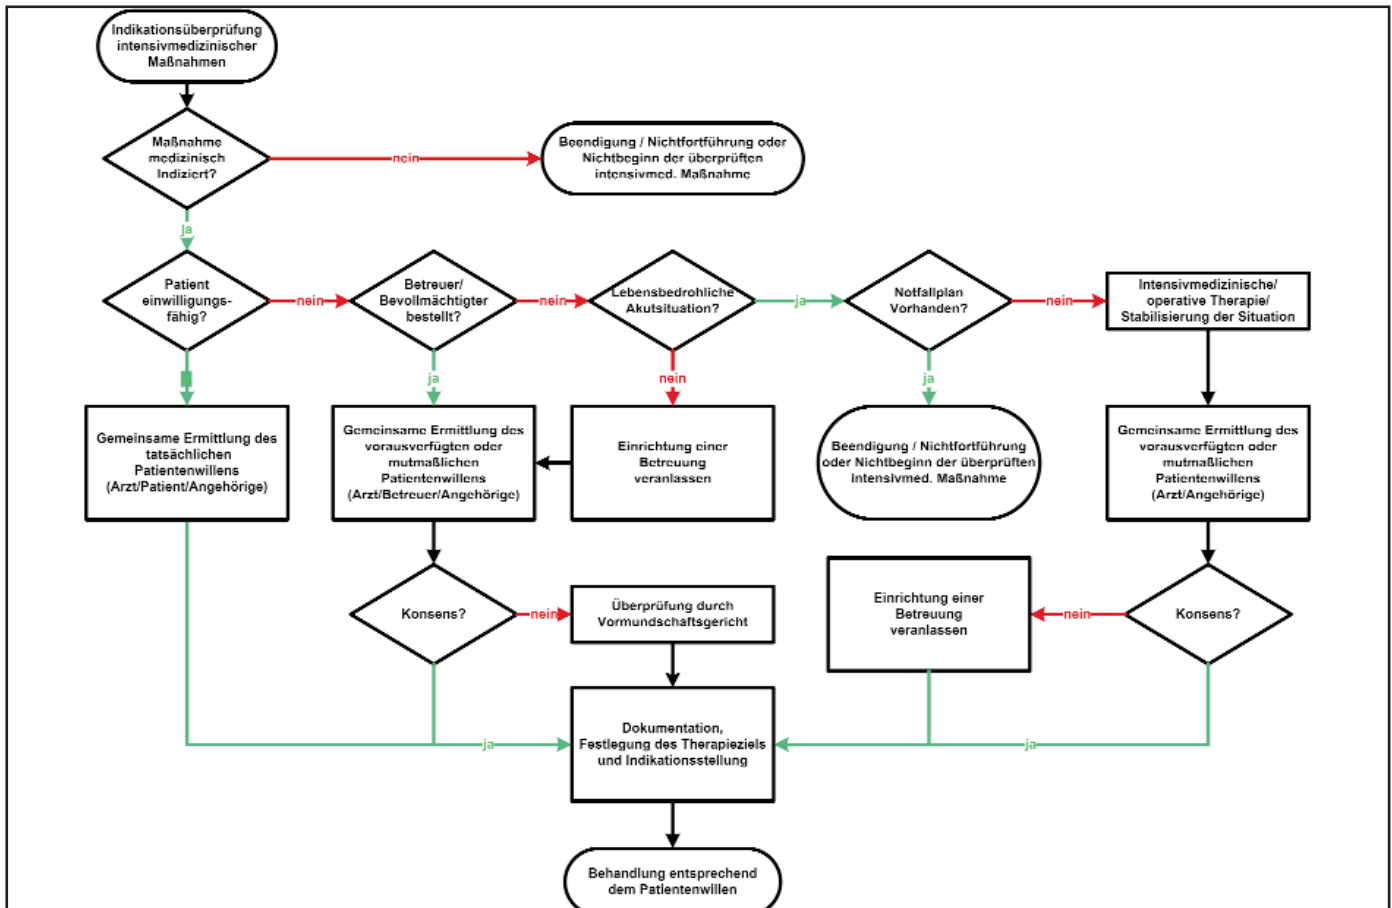 Indikationsüberprüfung
intensivmedizinischer
Maßnahmen
Maßnahme
medizinisch
Indiziert?
nein
Beendigung / Nichtfortführung oder
Nichtbeginn der überprüften
intensivmed. Maßnahme
ja
Patient
einwilligungs-
fähig?
nein
Betreuer/
Bevollmächtigter
bestellt?
nein
Lebensbedrohliche
Akutsituation?
ja
Notfallplan
Vorhanden?
nein
Intensivmedizinische/
operative Therapie/
Stabilisierung der Situation
ja
nein
ja
Gemeinsame Ermittlung des
tatsächlichen
Patientenwillens
(Arzt/Patient/Angehörige)
Gemeinsame Ermittlung des
vorausverfügten oder
mutmaßlichen
Patientenwillens
(Arzt/Betreuer/Angehörige)
Einrichtung einer
Betreuung
veranlassen
Beendigung / Nichtfortführung
oder Nichtbeginn der überprüften
intensivmed. Maßnahme
Gemeinsame Ermittlung des
vorausverfügten oder
mutmaßlichen
Patientenwillens
(Arzt/Angehörige)
Konsens?
nein
Überprüfung durch
Vormundschaftsgericht
Einrichtung einer
Betreuung
veranlassen
nein
Konsens?
Dokumentation,
Festlegung des Therapieziels
und Indikationsstellung
ja
ja
Behandlung entsprechend
dem Patientenwillen